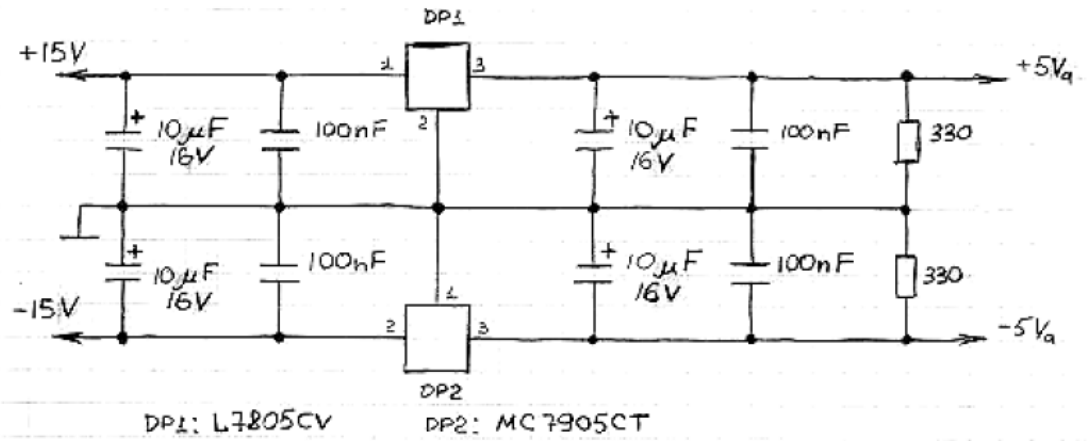 DP1
+15V
1
3
+5Va
2
+
10µF
16V
100nF
+
10µF
16V
100nF
330
+
10µF
16V
100nF
+
10µF
16V
100nF
330
1
-15V
2
3
-5Va
DP2
DP1: L7805CV
DP2: MC7905CT